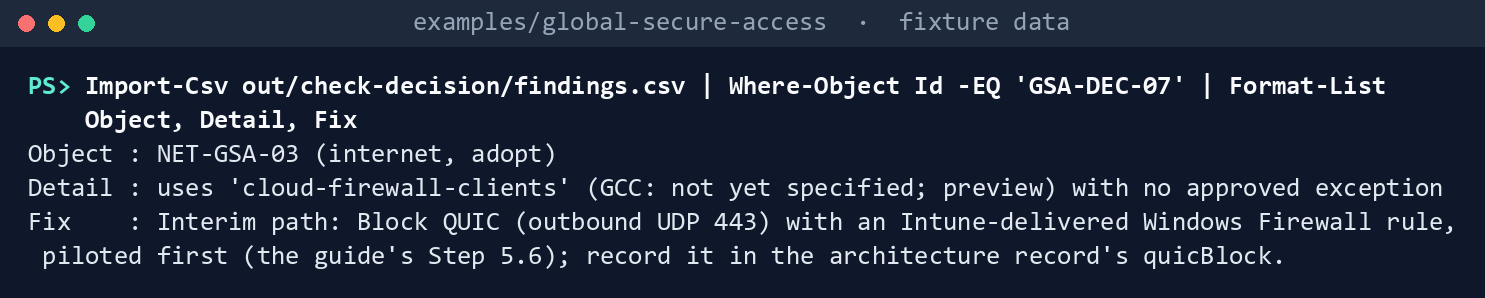 examples/global-secure-access  ·  fixture data
PS> Import-Csv out/check-decision/findings.csv | Where-Object Id -EQ 'GSA-DEC-07' | Format-List
    Object, Detail, Fix
Object : NET-GSA-03 (internet, adopt)
Detail : uses 'cloud-firewall-clients' (GCC: not yet specified; preview) with no approved exception
Fix    : Interim path: Block QUIC (outbound UDP 443) with an Intune-delivered Windows Firewall rule,
 piloted first (the guide's Step 5.6); record it in the architecture record's quicBlock.